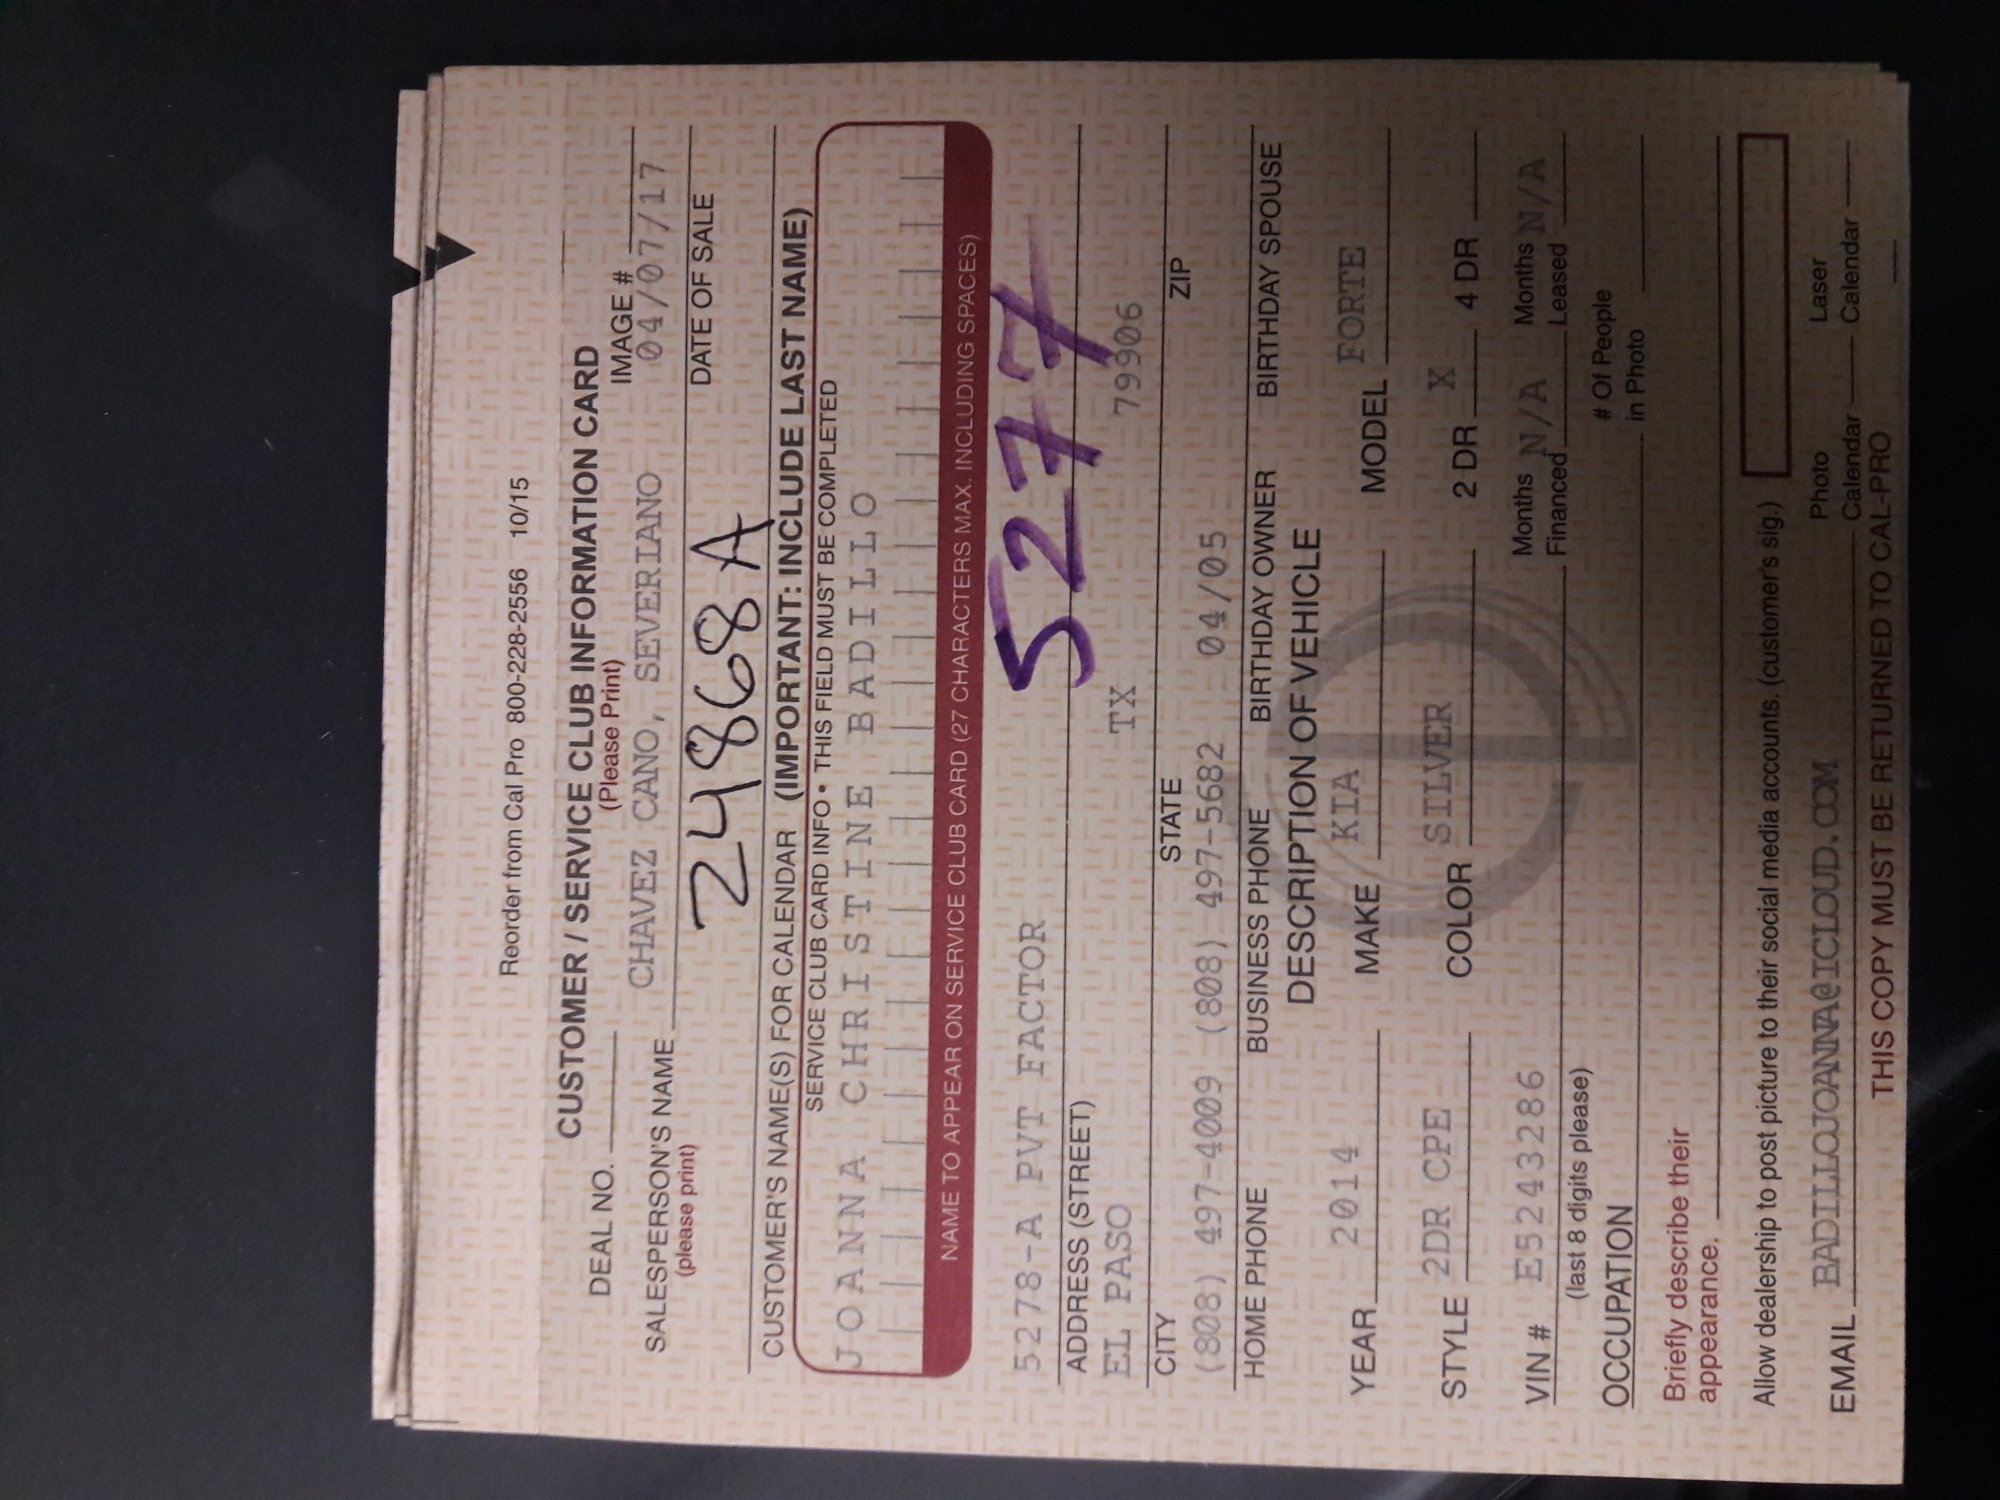 Reorder from Cal Pro 800-228-2556 10/15
CUSTOMER / SERVICE CLUB INFORMATION CARD
(Please Print)
DEAL NO. IMAGE #
CHAVEZ CANO, SEVERIANO 04/07/17
SALESPERSON'S NAME DATE OF SALE
(please print)
24868A
CUSTOMER'S NAME(S) FOR CALENDAR (IMPORTANT: INCLUDE LAST NAME)
SERVICE CLUB CARD INFO • THIS FIELD MUST BE COMPLETED
JOANNA CHRISTINE BADILLO
NAME TO APPEAR ON SERVICE CLUB CARD (27 CHARACTERS MAX. INCLUDING SPACES)
5277
5278-A PVT FACTOR
ADDRESS (STREET)
EL PASO TX 79906
CITY STATE ZIP
(808) 497-4009 (808) 497-5682 04/05
HOME PHONE BUSINESS PHONE BIRTHDAY OWNER BIRTHDAY SPOUSE
DESCRIPTION OF VEHICLE
YEAR 2014 MAKE KIA MODEL FORTE
STYLE 2DR CPE COLOR SILVER 2 DR X 4 DR
VIN # E5243286 Months Financed N/A Months Leased N/A
(last 8 digits please)
OCCUPATION # Of People in Photo
Briefly describe their
appearance.
Allow dealership to post picture to their social media accounts. (customer's sig.)
EMAIL BADILLOJOANNA@ICLOUD.COM Photo Calendar Laser Calendar
THIS COPY MUST BE RETURNED TO CAL-PRO